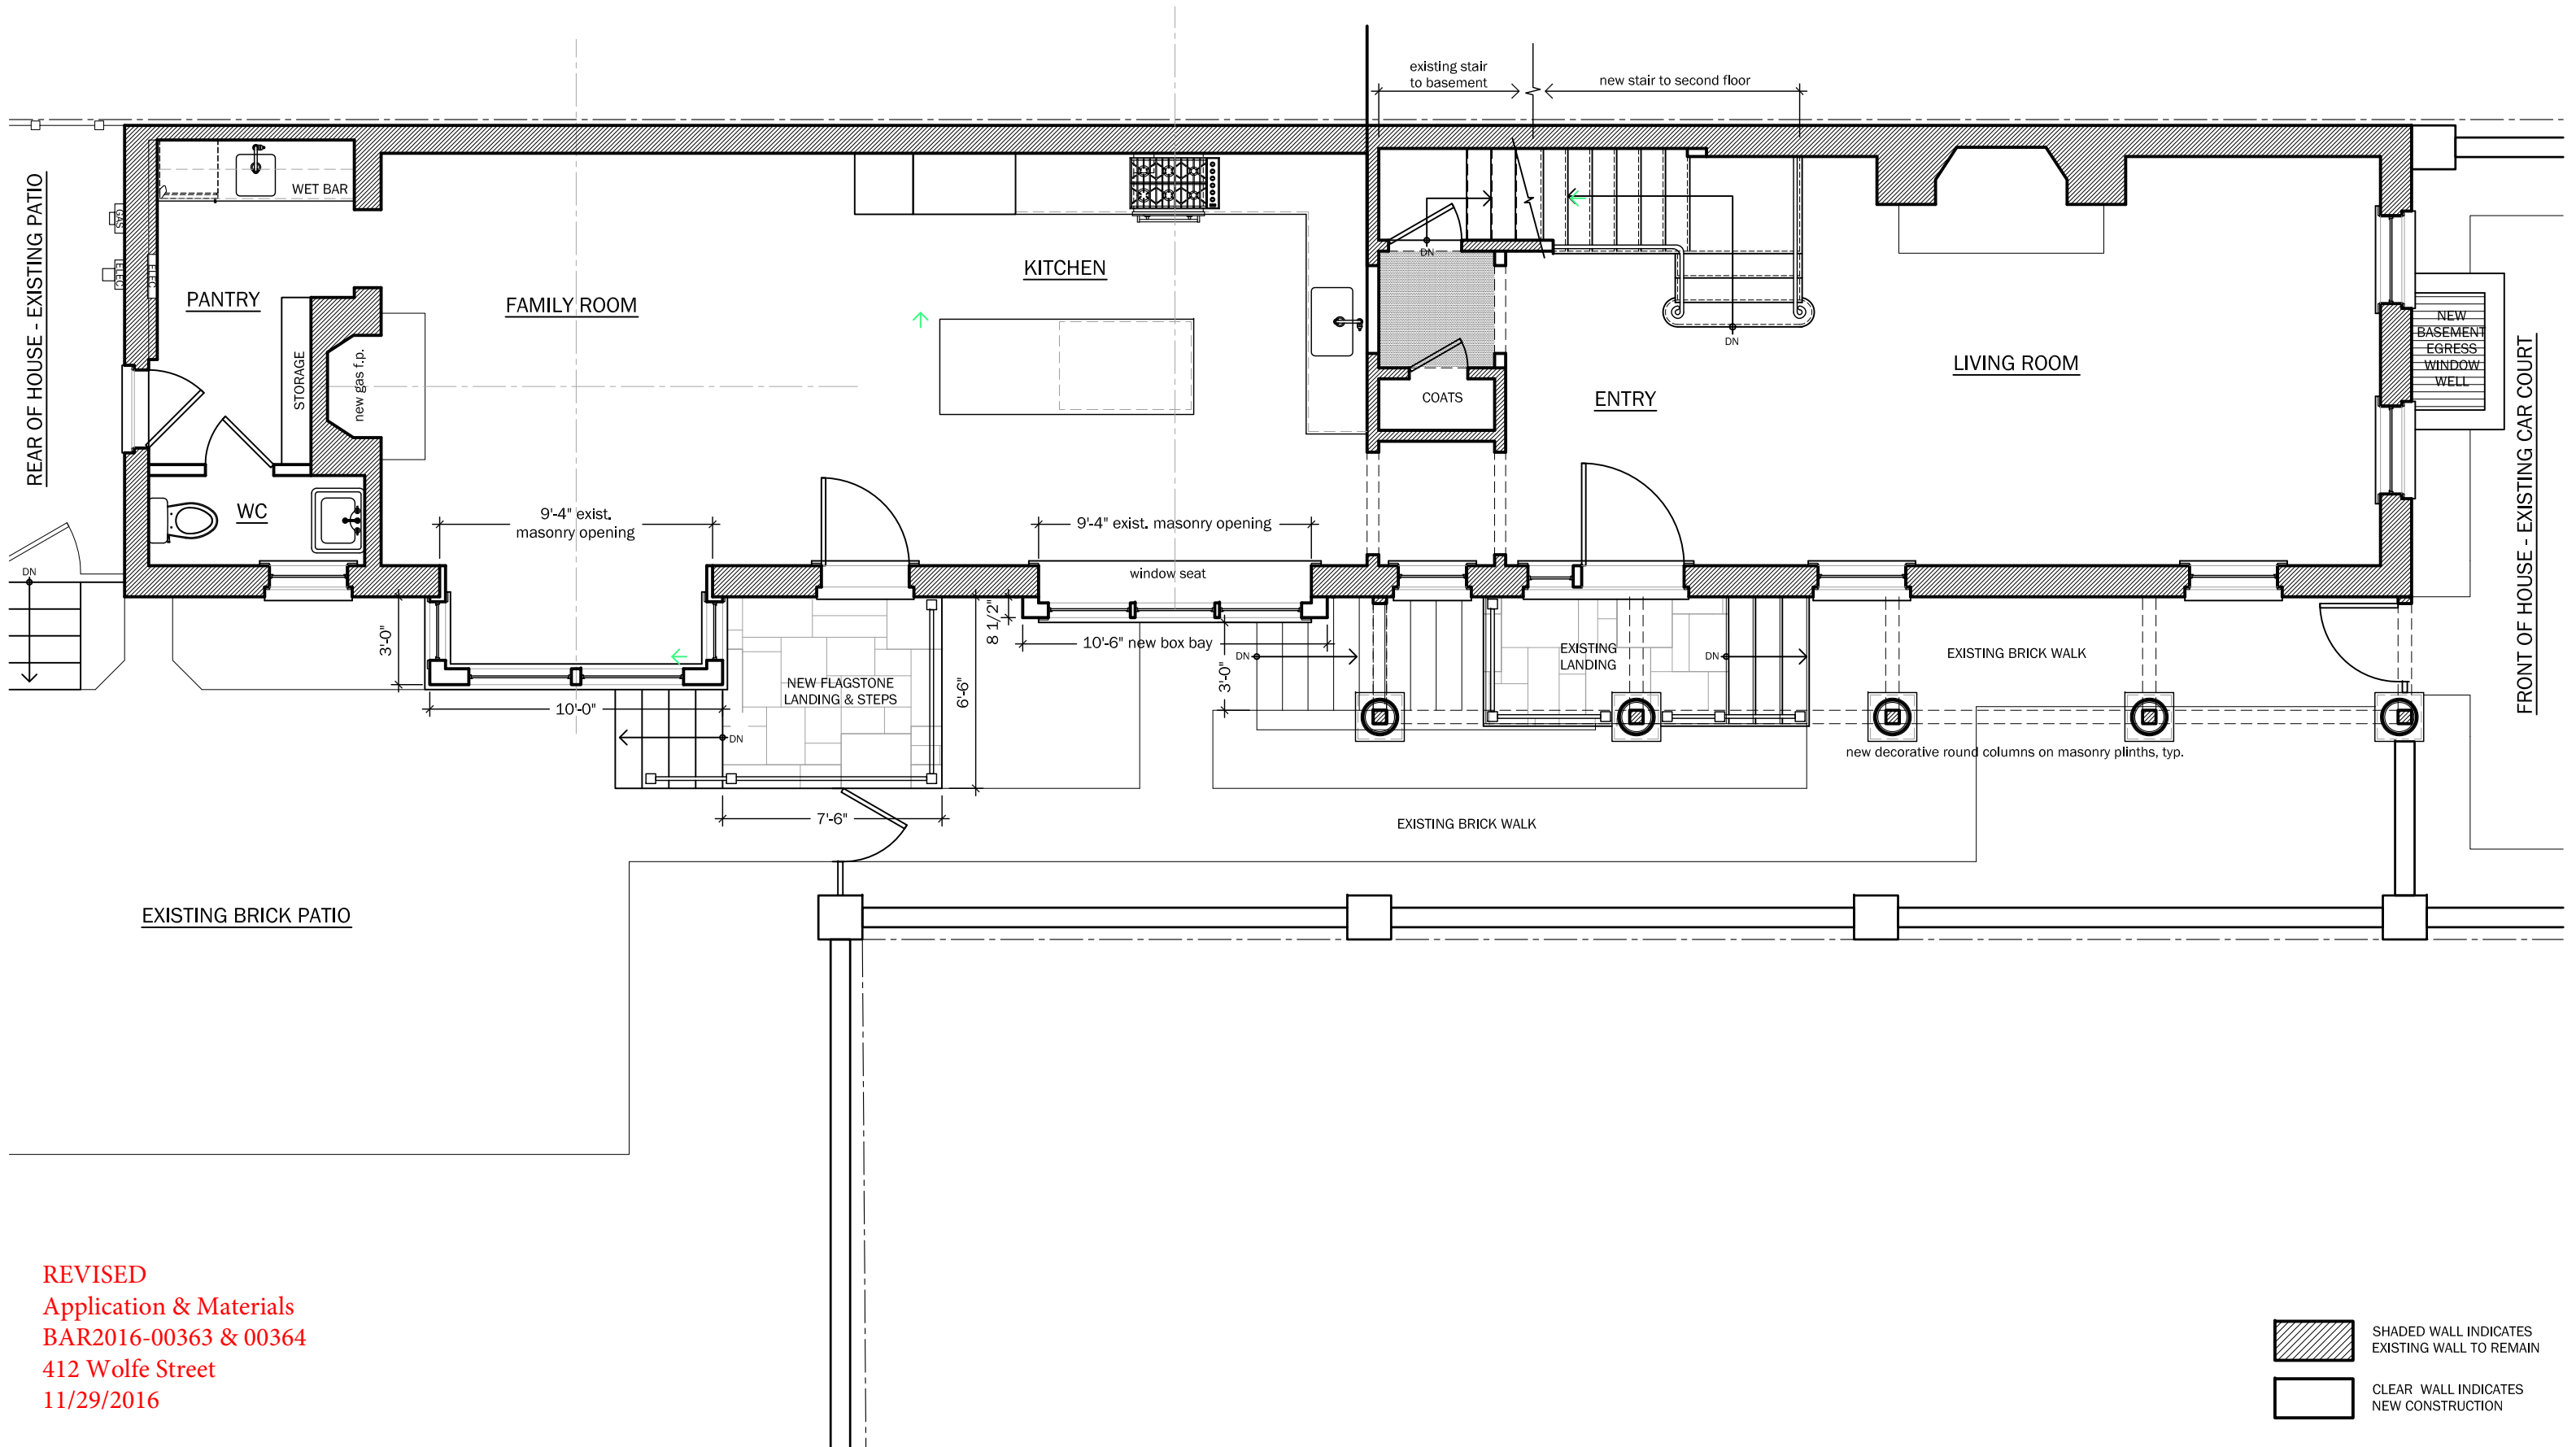 existing stair
to basement
new stair to second floor
REAR OF HOUSE - EXISTING PATIO
WET BAR
GAS
ELEC
ELEC
PANTRY
FAMILY ROOM
KITCHEN
STORAGE
new gas f.p.
DN
DN
COATS
ENTRY
LIVING ROOM
NEW
BASEMENT
EGRESS
WINDOW
WELL
FRONT OF HOUSE - EXISTING CAR COURT
WC
9'-4" exist.
masonry opening
9'-4" exist. masonry opening
window seat
DN
3'-0"
8 1/2"
10'-6" new box bay
DN
3'-0"
EXISTING
LANDING
DN
EXISTING BRICK WALK
NEW FLAGSTONE
LANDING & STEPS
6'-6"
10'-0"
DN
new decorative round columns on masonry plinths, typ.
7'-6"
EXISTING BRICK WALK
EXISTING BRICK PATIO
REVISED
Application & Materials
BAR2016-00363 & 00364
412 Wolfe Street
11/29/2016
SHADED WALL INDICATES
EXISTING WALL TO REMAIN
CLEAR WALL INDICATES
NEW CONSTRUCTION